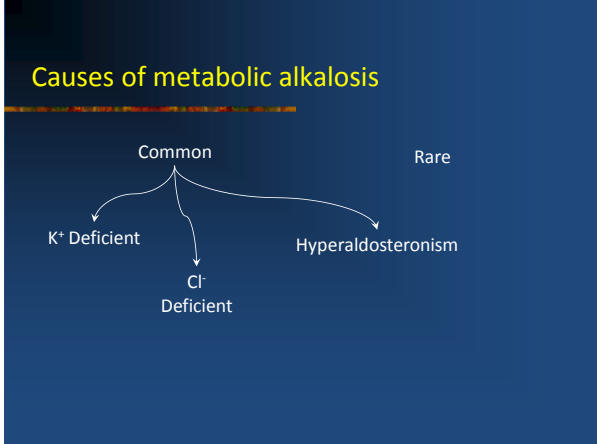 Causes of metabolic alkalosis
Common
Rare
K⁺ Deficient
Hyperaldosteronism
Cl⁻
Deficient